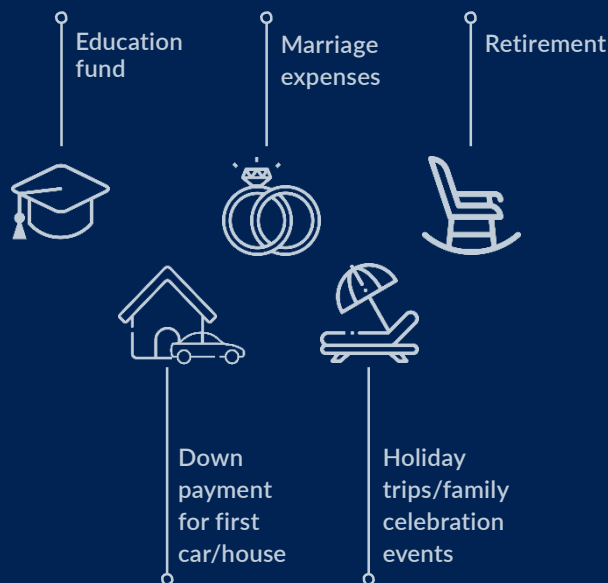 Education
fund
Marriage
expenses
Retirement
Down
payment
for first
car/house
Holiday
trips/family
celebration
events